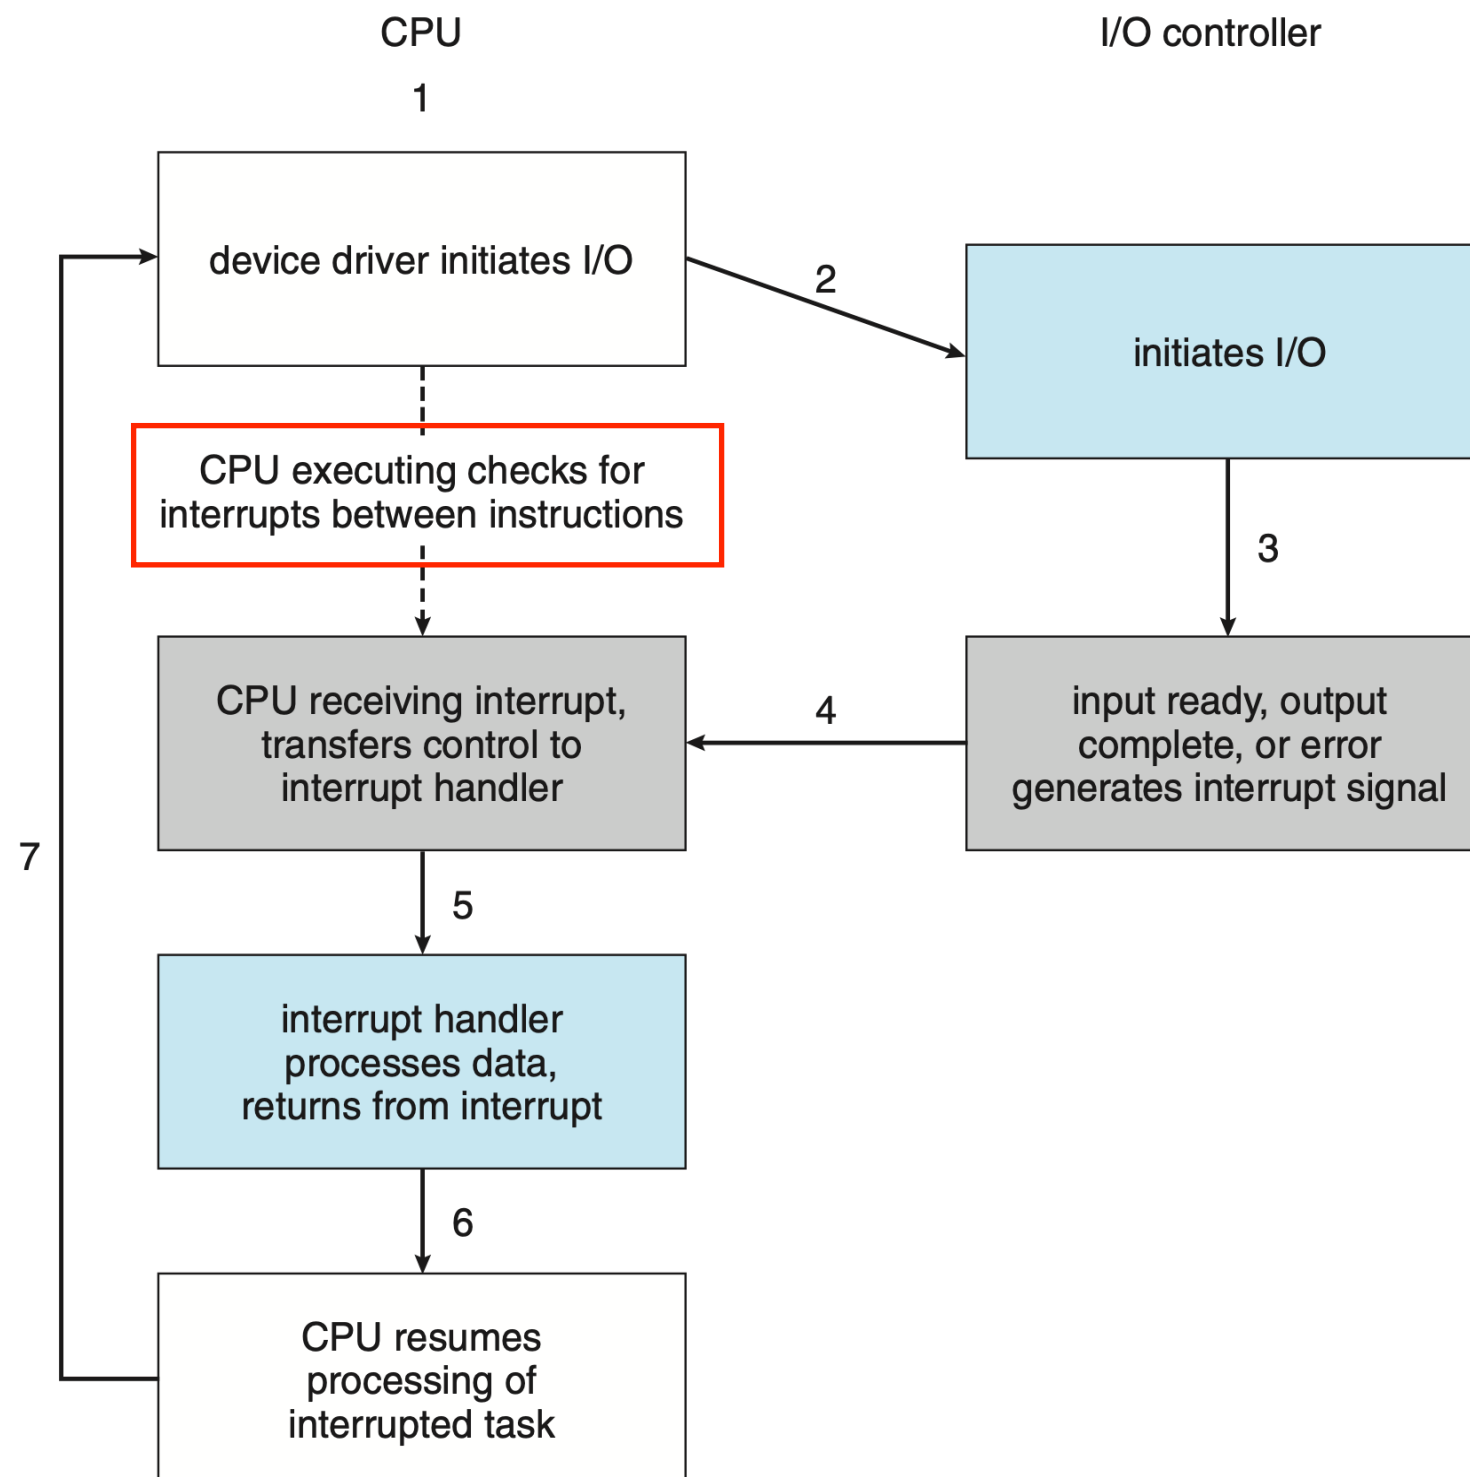 CPU
I/O controller
1
device driver initiates I/O
2
initiates I/O
CPU executing checks for
interrupts between instructions
3
CPU receiving interrupt,
transfers control to
interrupt handler
4
input ready, output
complete, or error
generates interrupt signal
7
5
interrupt handler
processes data,
returns from interrupt
6
CPU resumes
processing of
interrupted task